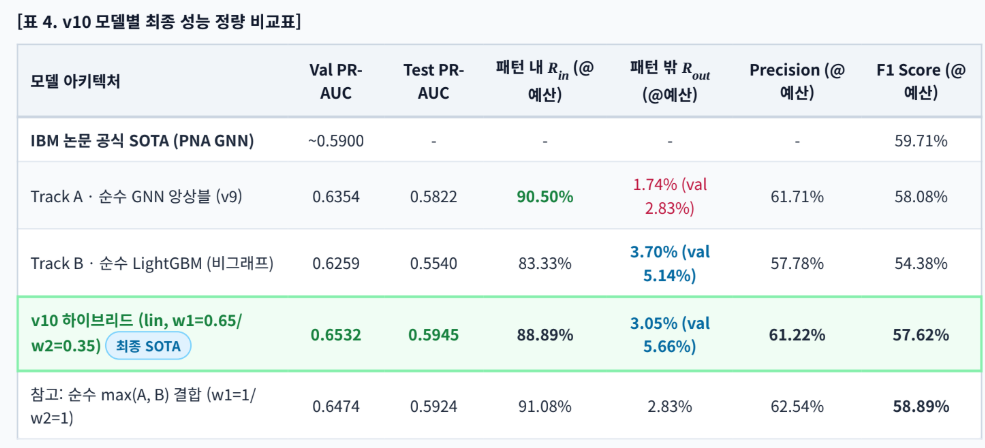 [표 4. v10 모델별 최종 성능 정량 비교표]
모델 아키텍처
Val PR-
AUC
Test PR-
AUC
패턴 내 R_in (@
예산)
패턴 밖 R_out
(@예산)
Precision (@
예산)
F1 Score (@
예산)
IBM 논문 공식 SOTA (PNA GNN) ~0.5900 - - - - 59.71%
Track A · 순수 GNN 앙상블 (v9) 0.6354 0.5822 90.50% 1.74% (val
2.83%) 61.71% 58.08%
Track B · 순수 LightGBM (비그래프) 0.6259 0.5540 83.33% 3.70% (val
5.14%) 57.78% 54.38%
v10 하이브리드 (lin, w1=0.65/
w2=0.35) 최종 SOTA 0.6532 0.5945 88.89% 3.05% (val
5.66%) 61.22% 57.62%
참고: 순수 max(A, B) 결합 (w1=1/
w2=1) 0.6474 0.5924 91.08% 2.83% 62.54% 58.89%